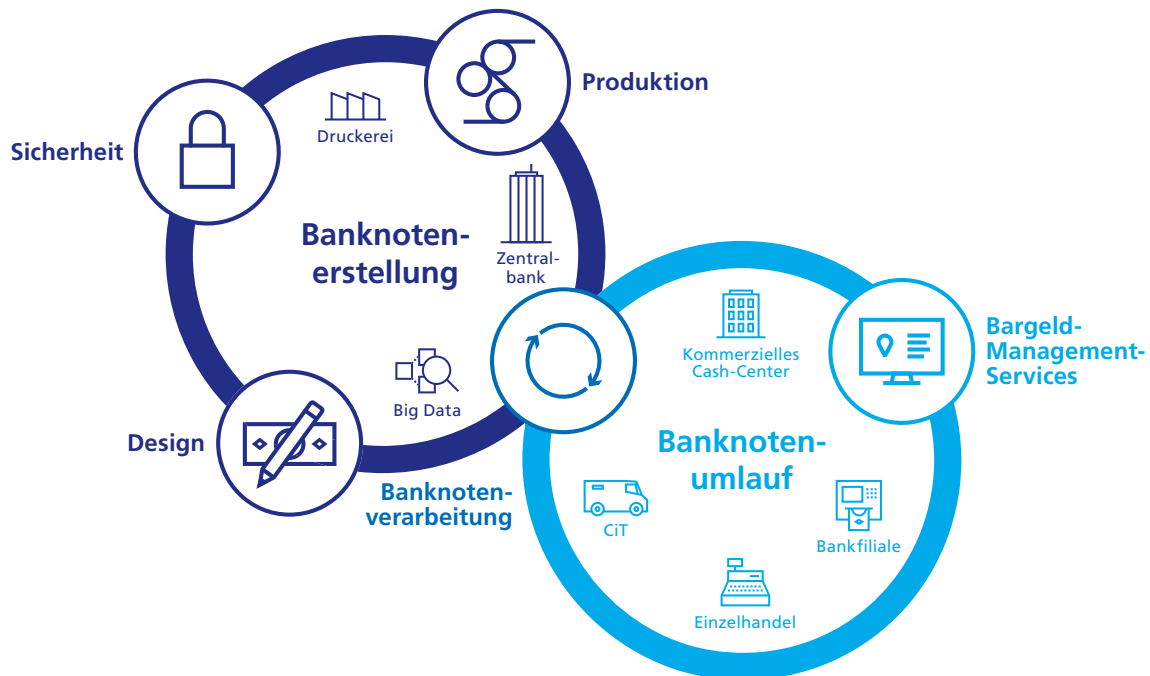 Produktion
Druckerei
Sicherheit
Banknoten-
erstellung
Zentral-
bank
Big Data
Design
Banknoten-
verarbeitung
Kommerzielles
Cash-Center
Bargeld-
Management-
Services
Banknoten-
umlauf
CiT
Bankfiliale
Einzelhandel